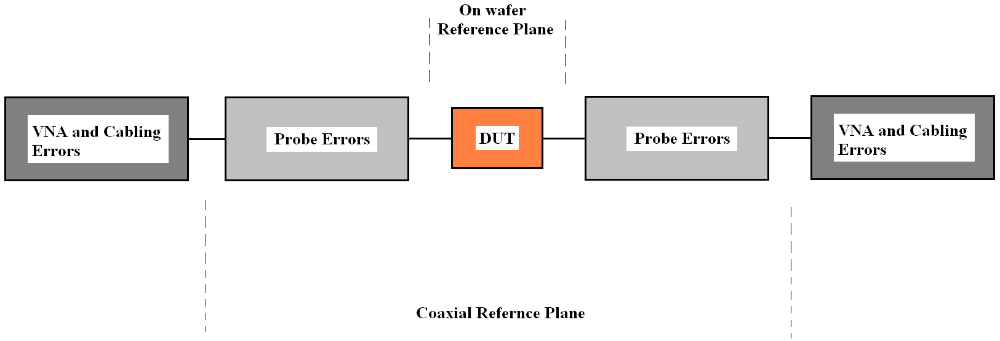 On wafer
Reference Plane
VNA and Cabling
Errors
Probe Errors
DUT
Probe Errors
VNA and Cabling
Errors
Coaxial Refernce Plane